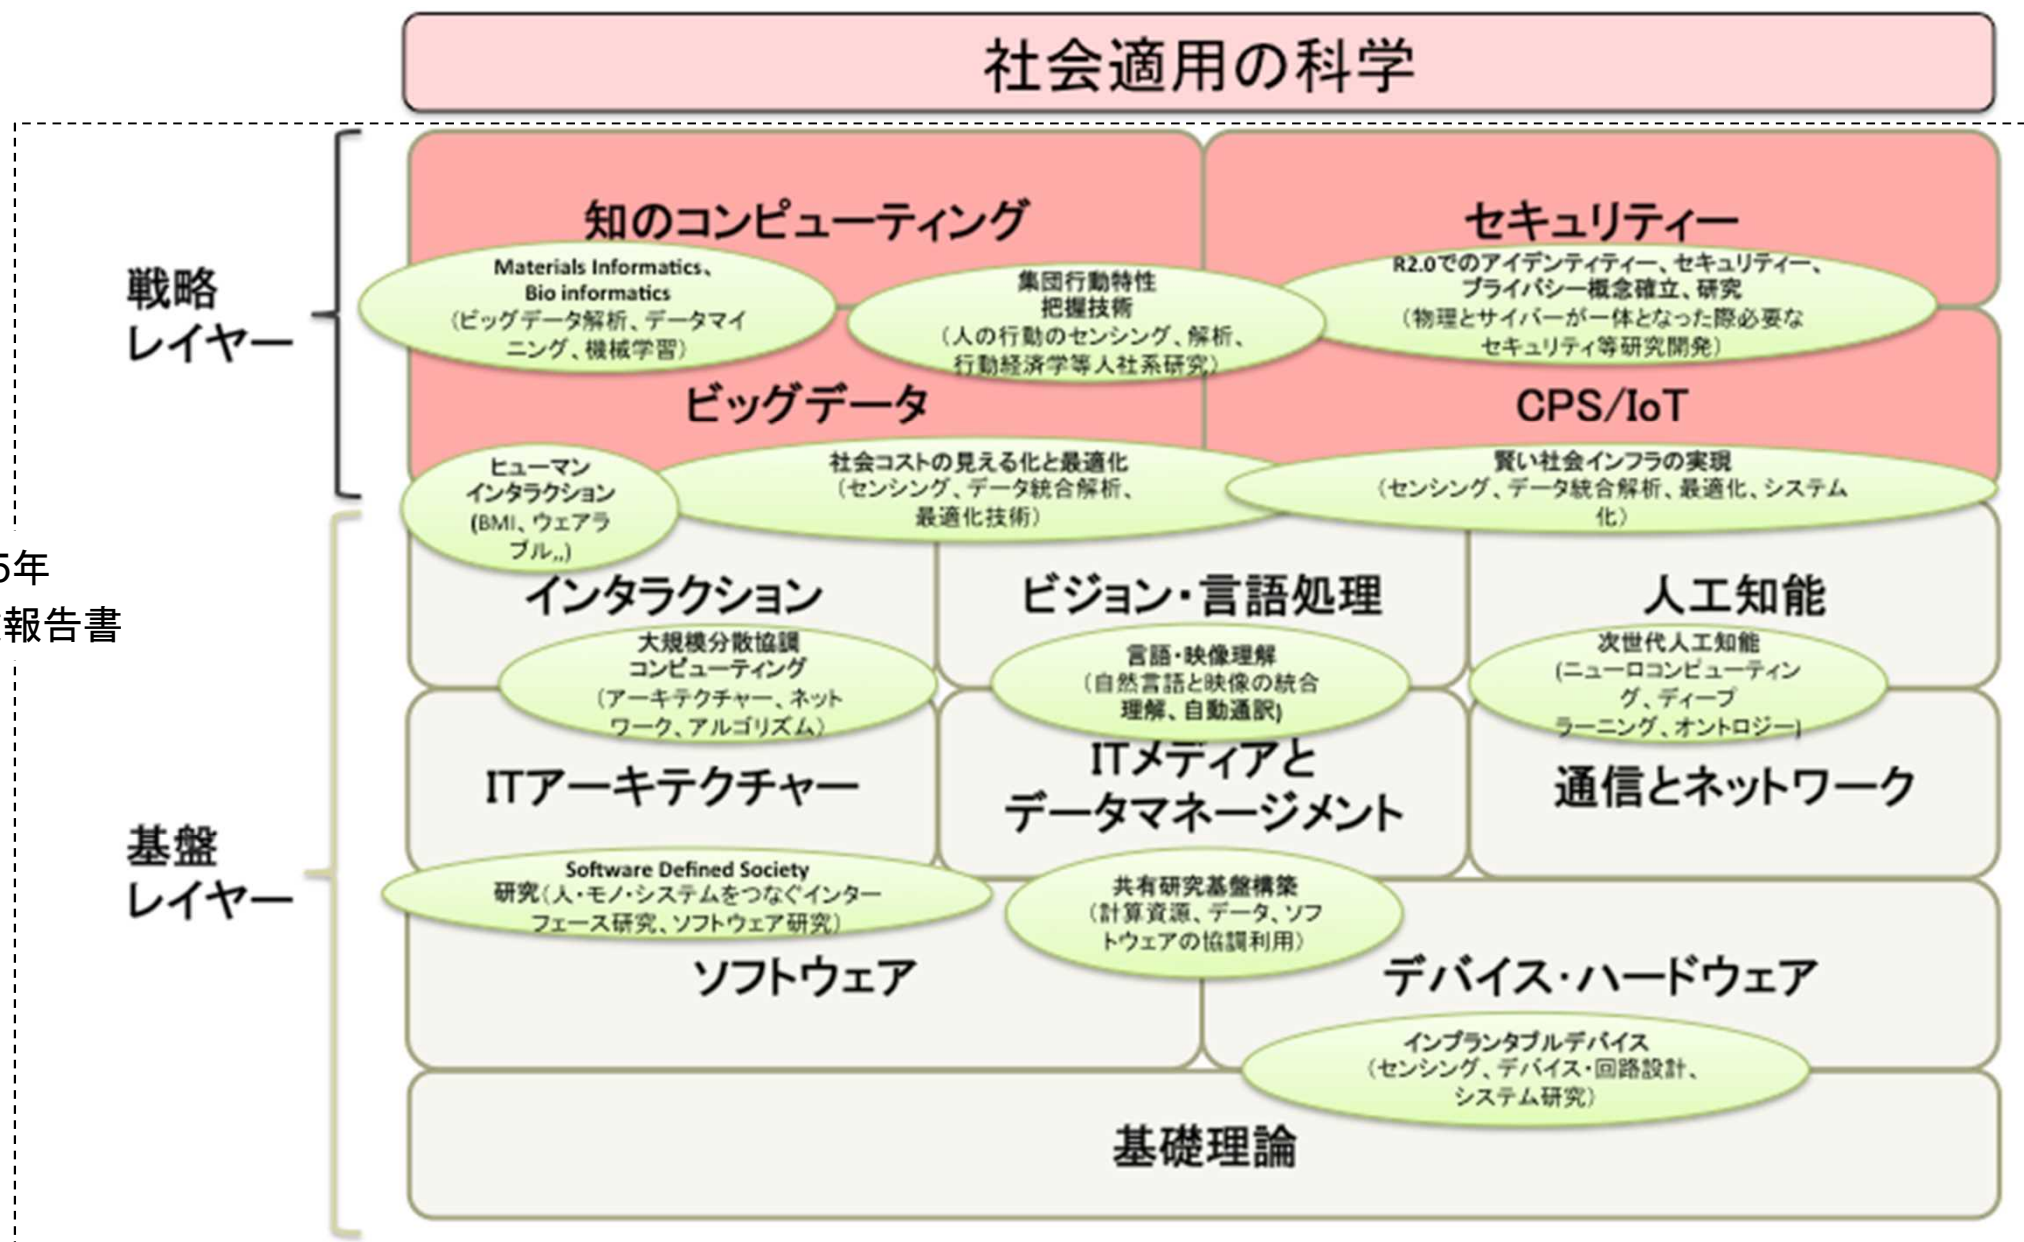 社会適用の科学
戦略
レイヤー
知のコンピューティング
セキュリティー
Materials Informatics、
Bio informatics
（ビッグデータ解析、データマイ
ニング、機械学習）
集団行動特性
把握技術
（人の行動のセンシング、解析、
行動経済学等人社系研究）
R2.0でのアイデンティティー、セキュリティー、
プライバシー概念確立、研究
（物理とサイバーが一体となった際必要な
セキュリティ等研究開発）
ビッグデータ
CPS/IoT
ヒューマン
インタラクション
(BMI、ウェアラ
ブル,,)
社会コストの見える化と最適化
（センシング、データ統合解析、
最適化技術）
賢い社会インフラの実現
（センシング、データ統合解析、最適化、システム
化）
5年
報告書
基盤
レイヤー
インタラクション
ビジョン・言語処理
人工知能
大規模分散協調
コンピューティング
（アーキテクチャー、ネット
ワーク、アルゴリズム）
言語・映像理解
（自然言語と映像の統合
理解、自動通訳)
次世代人工知能
(ニューロコンピューティン
グ、ディープ
ラーニング、オントロジー)
ITアーキテクチャー
ITメディアと
データマネージメント
通信とネットワーク
Software Defined Society
研究（人・モノ・システムをつなぐインター
フェース研究、ソフトウェア研究）
共有研究基盤構築
（計算資源、データ、ソフ
トウェアの協調利用）
ソフトウェア
デバイス・ハードウェア
インプランタブルデバイス
（センシング、デバイス・回路設計、
システム研究）
基礎理論